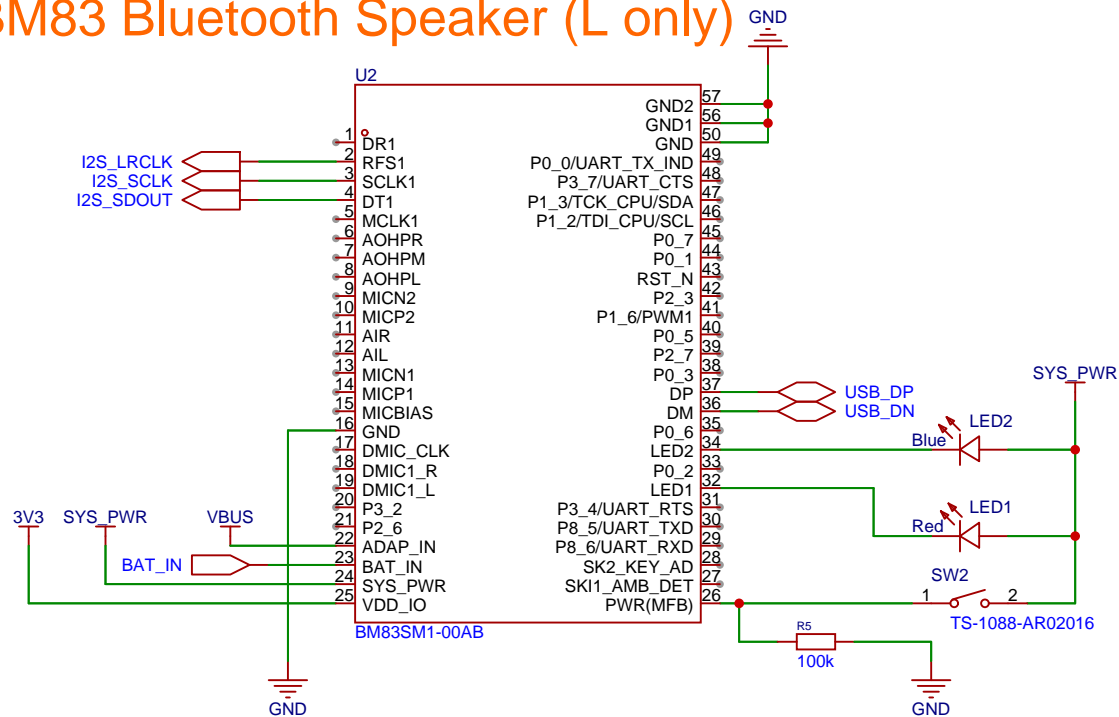 BM83 Bluetooth Speaker (L only)
GND
U2
1 DR1
2 RFS1
3 SCLK1
4 DT1
5 MCLK1
6 AOHPR
7 AOHPM
8 AOHPL
9 MICN2
10 MICP2
11 AIR
12 AIL
13 MICN1
14 MICP1
15 MICBIAS
16 GND
17 DMIC_CLK
18 DMIC1_R
19 DMIC1_L
20 P3_2
21 P2_6
22 ADAP_IN
23 BAT_IN
24 SYS_PWR
25 VDD_IO
GND2 57
GND1 56
GND 50
P0_0/UART_TX_IND 49
P3_7/UART_CTS 48
P1_3/TCK_CPU/SDA 47
P1_2/TDI_CPU/SCL 46
P0_7 45
P0_1 44
RST_N 43
P2_3 42
P1_6/PWM1 41
P0_5 40
P2_7 39
P0_3 38
DP 37
DM 36
P0_6 35
LED2 34
P0_2 33
LED1 32
P3_4/UART_RTS 31
P8_5/UART_TXD 30
P8_6/UART_RXD 29
SK2_KEY_AD 28
SKI1_AMB_DET 27
PWR(MFB) 26
BM83SM1-00AB
I2S_LRCLK
I2S_SCLK
I2S_SDOUT
3V3
SYS_PWR
VBUS
BAT_IN
GND
USB_DP
USB_DN
SYS_PWR
LED2
Blue
LED1
Red
SW2
1 2
TS-1088-AR02016
R5
100k
GND